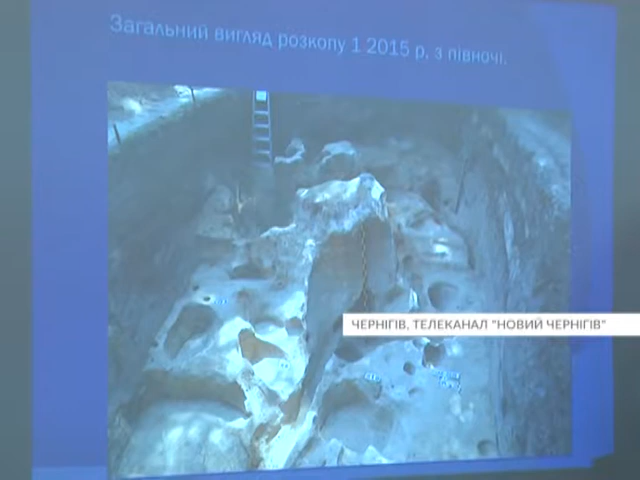 Загальний вигляд розкопу 1 2015 р. з півночі.
ЧЕРНІГІВ, ТЕЛЕКАНАЛ "НОВИЙ ЧЕРНІГІВ"